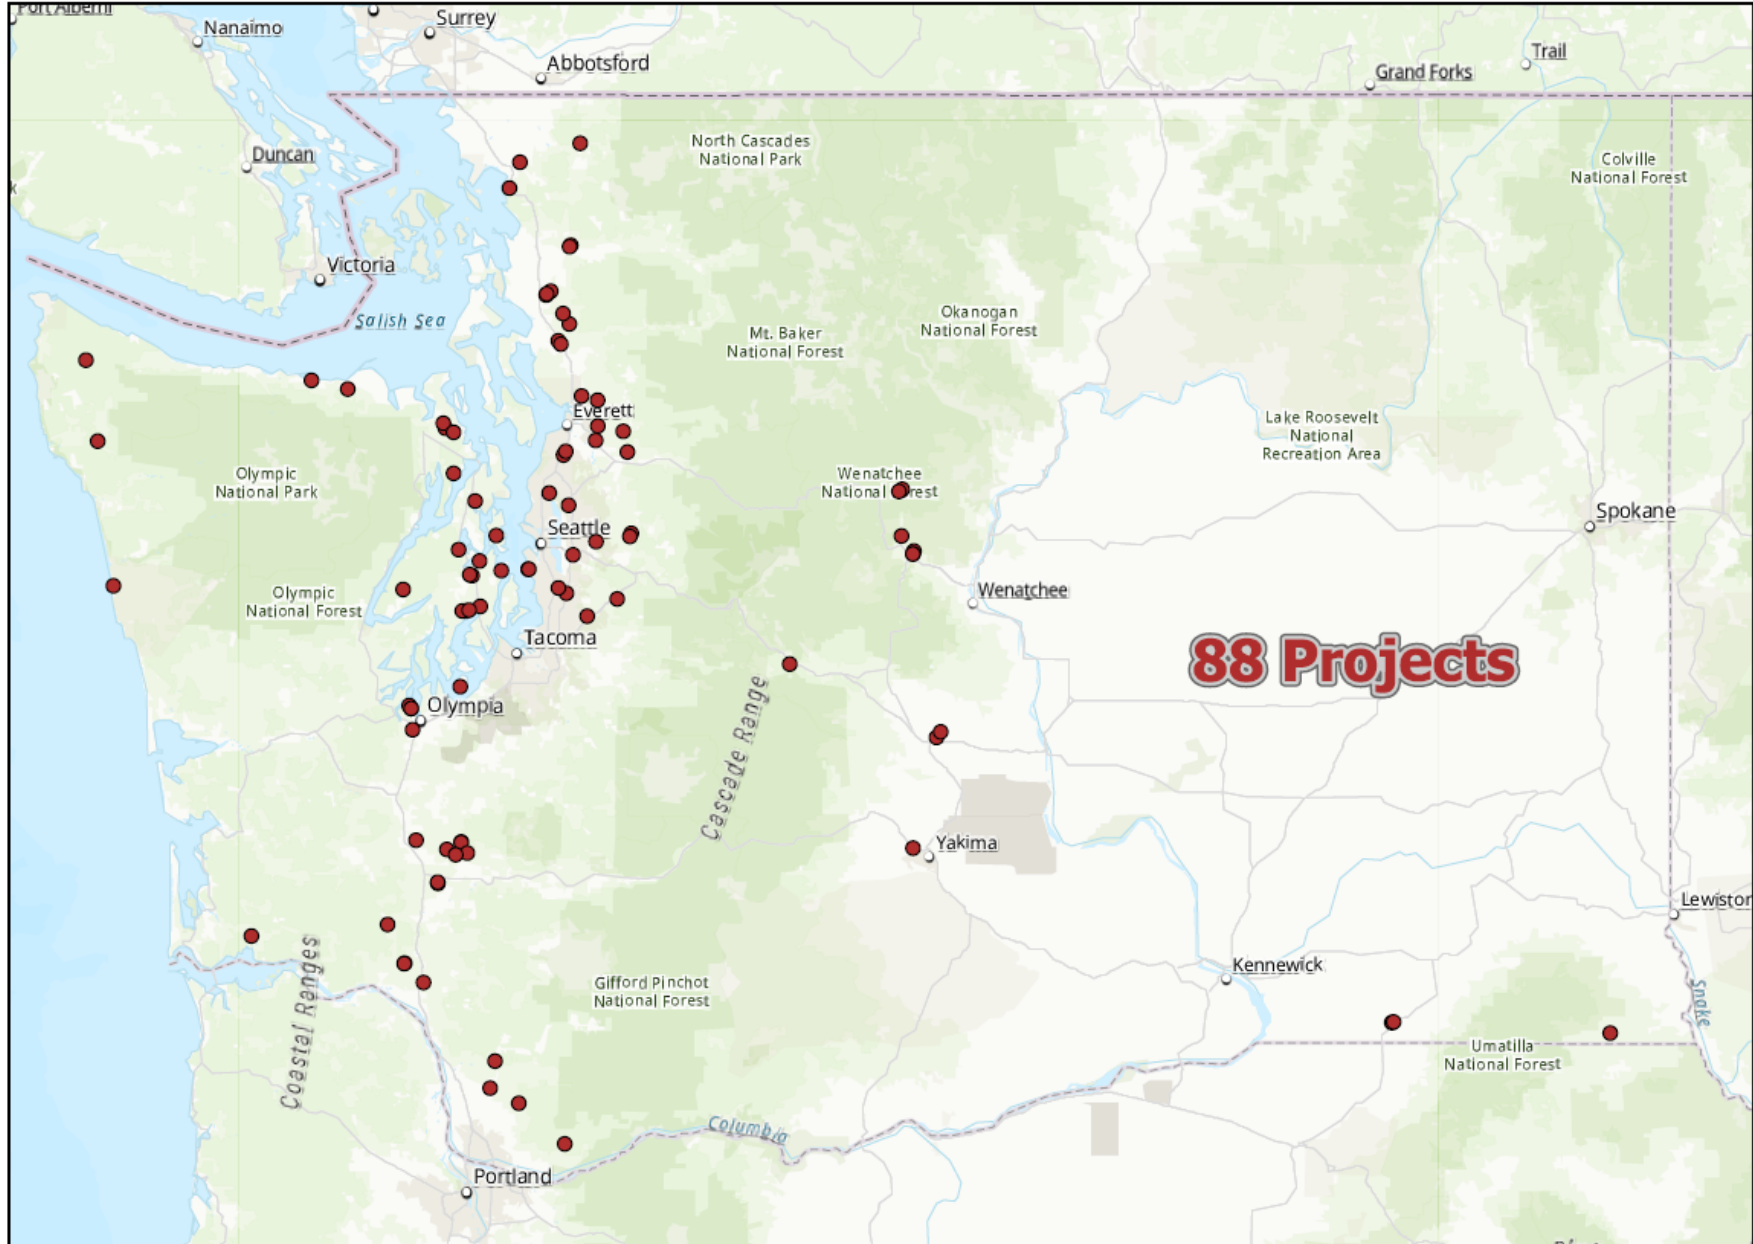 Port Alberni
Nanaimo
Surrey
Abbotsford
Trail
Grand Forks
Duncan
North Cascades
National Park
Colville
National Forest
Victoria
Salish Sea
Okanogan
National Forest
Mt. Baker
National Forest
Everett
Lake Roosevelt
National
Recreation Area
Olympic
National Park
Wenatchee
National Forest
Spokane
Seattle
Wenatchee
Olympic
National Forest
Tacoma
88 Projects
Olympia
Cascade Range
Yakima
Lewiston
Kennewick
Coastal Ranges
Gifford Pinchot
National Forest
Snake
Umatilla
National Forest
Columbia
Portland